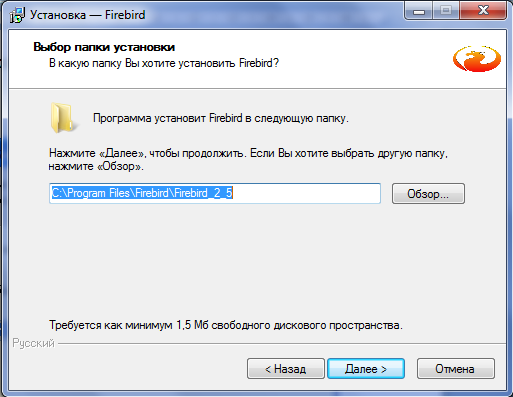 Установка — Firebird
Выбор папки установки
В какую папку Вы хотите установить Firebird?
Программа установит Firebird в следующую папку.
Нажмите «Далее», чтобы продолжить. Если Вы хотите выбрать другую папку,
нажмите «Обзор».
C:\Program Files\Firebird\Firebird_2_5
Обзор...
Требуется как минимум 1,5 Мб свободного дискового пространства.
Русский
< Назад
Далее >
Отмена